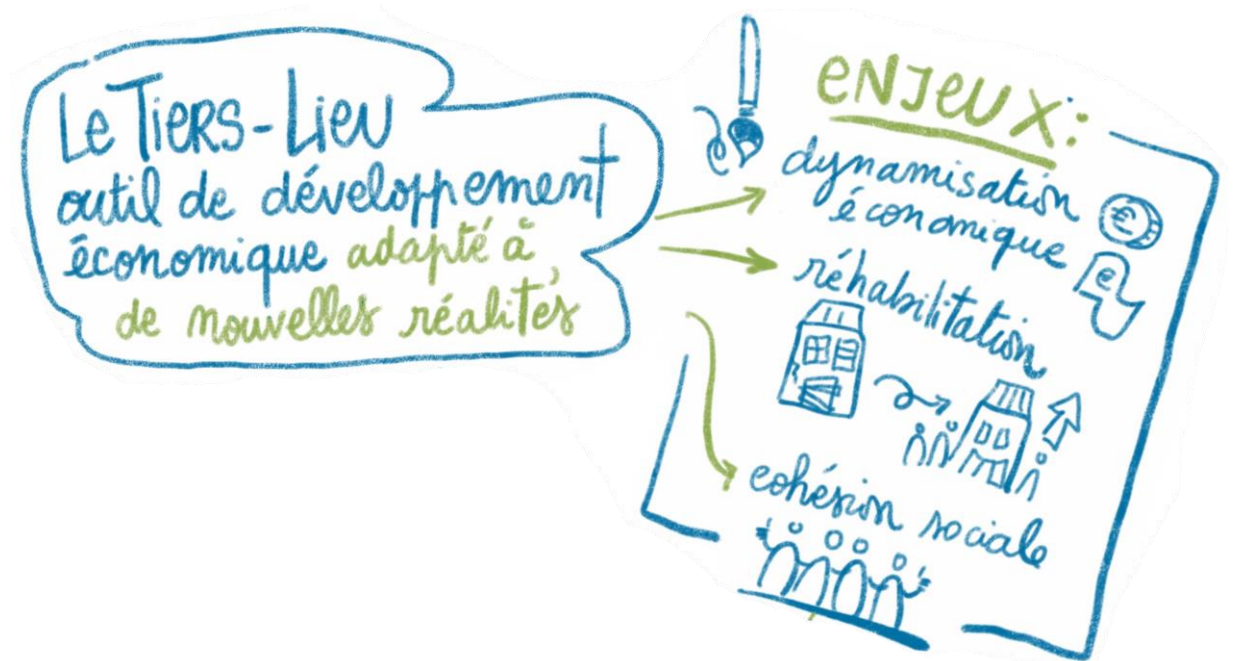 Le Tiers-Lieu
outil de développement
économique adapté à
de nouvelles réalités
enjeux:
dynamisation
économique
€
e
réhabilitation
cohésion sociale